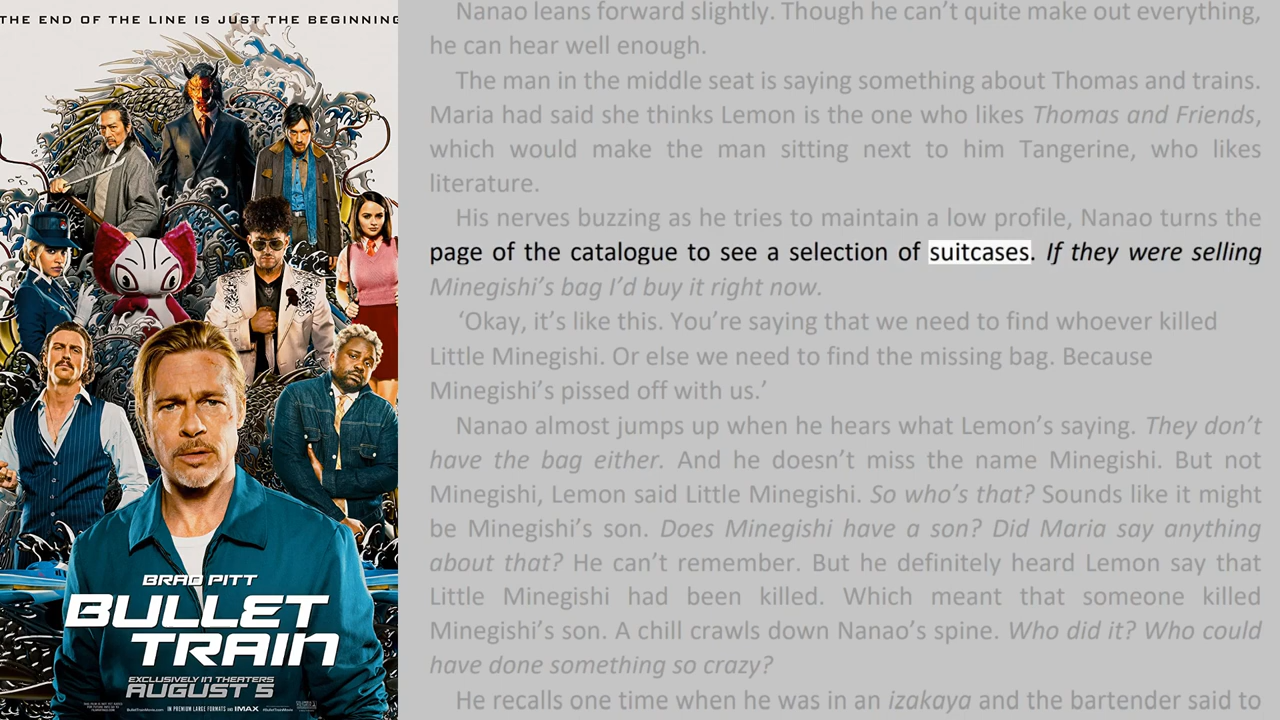 THE END OF THE LINE IS JUST THE BEGINNING
BRAD PITT
BULLET
TRAIN
EXCLUSIVELY IN THEATERS
AUGUST 5
IN PREMIUM LARGE FORMATS AND IMAX
Nanao leans forward slightly. Though he can’t quite make out everything,
he can hear well enough.
The man in the middle seat is saying something about Thomas and trains.
Maria had said she thinks Lemon is the one who likes Thomas and Friends,
which would make the man sitting next to him Tangerine, who likes
literature.
His nerves buzzing as he tries to maintain a low profile, Nanao turns the
page of the catalogue to see a selection of suitcases. If they were selling
Minegishi’s bag I’d buy it right now.
‘Okay, it’s like this. You’re saying that we need to find whoever killed
Little Minegishi. Or else we need to find the missing bag. Because
Minegishi’s pissed off with us.’
Nanao almost jumps up when he hears what Lemon’s saying. They don’t
have the bag either. And he doesn’t miss the name Minegishi. But not
Minegishi, Lemon said Little Minegishi. So who’s that? Sounds like it might
be Minegishi’s son. Does Minegishi have a son? Did Maria say anything
about that? He can’t remember. But he definitely heard Lemon say that
Little Minegishi had been killed. Which meant that someone killed
Minegishi’s son. A chill crawls down Nanao’s spine. Who did it? Who could
have done something so crazy?
He recalls one time when he was in an izakaya and the bartender said to